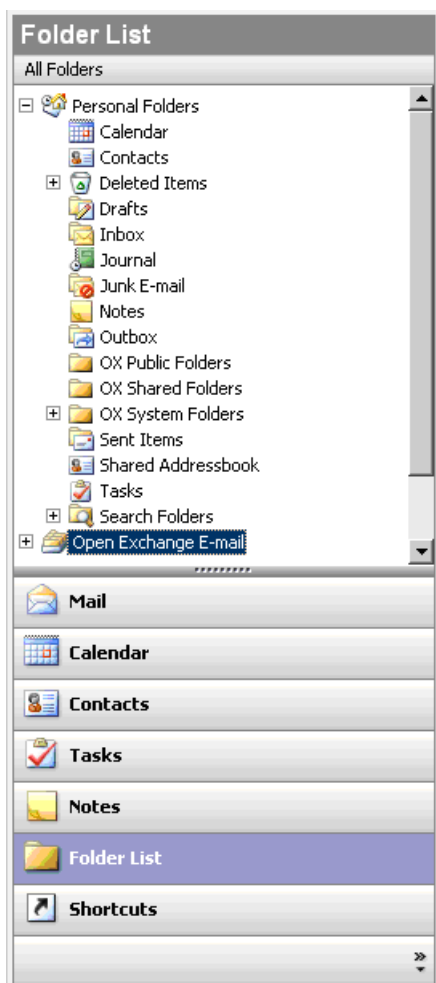 Folder List
All Folders
Personal Folders
Calendar
Contacts
Deleted Items
Drafts
Inbox
Journal
Junk E-mail
Notes
Outbox
OX Public Folders
OX Shared Folders
OX System Folders
Sent Items
Shared Addressbook
Tasks
Search Folders
Open Exchange E-mail
Mail
Calendar
Contacts
Tasks
Notes
Folder List
Shortcuts